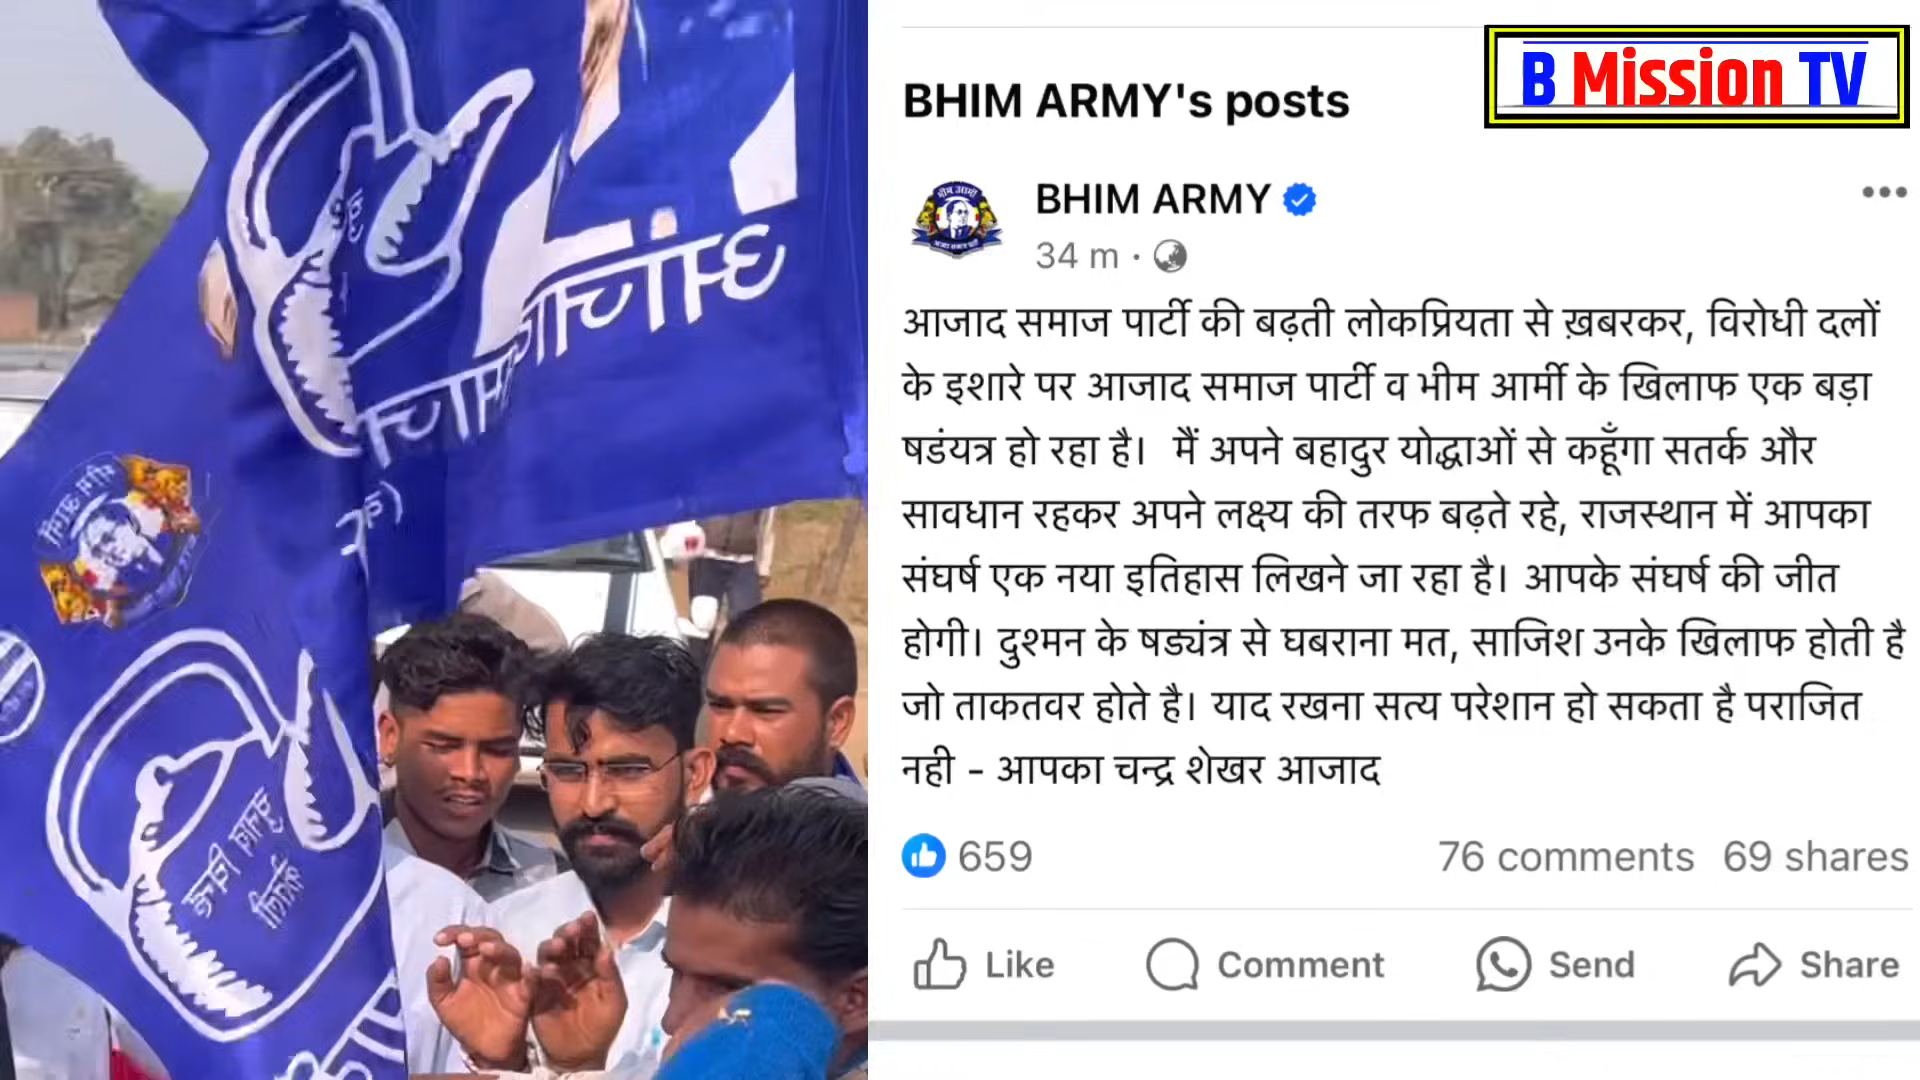 B Mission TV
BHIM ARMY's posts
BHIM ARMY
34 m ·
आजाद समाज पार्टी की बढ़ती लोकप्रियता से ख़बरकर, विरोधी दलों
के इशारे पर आजाद समाज पार्टी व भीम आर्मी के खिलाफ एक बड़ा
षडंयत्र हो रहा है।  मैं अपने बहादुर योद्धाओं से कहूँगा सतर्क और
सावधान रहकर अपने लक्ष्य की तरफ बढ़ते रहे, राजस्थान में आपका
संघर्ष एक नया इतिहास लिखने जा रहा है। आपके संघर्ष की जीत
होगी। दुश्मन के षड्यंत्र से घबराना मत, साजिश उनके खिलाफ होती है
जो ताकतवर होते है। याद रखना सत्य परेशान हो सकता है पराजित
नही - आपका चन्द्र शेखर आजाद
659
76 comments 69 shares
Like Comment Send Share